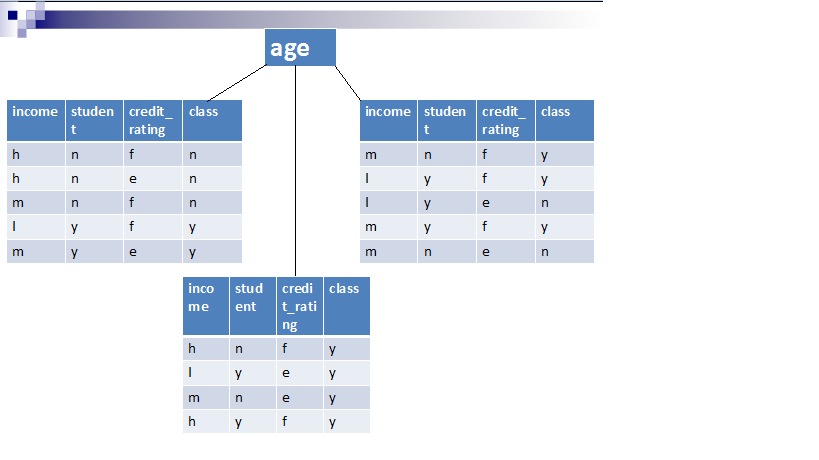 age
income studen credit_ class
t rating
h n f n
h n e n
m n f n
l y f y
m y e y
income studen credit_ class
t rating
m n f y
l y f y
l y e n
m y f y
m n e n
inco stud credi class
me ent t_rati
ng
h n f y
l y e y
m n e y
h y f y